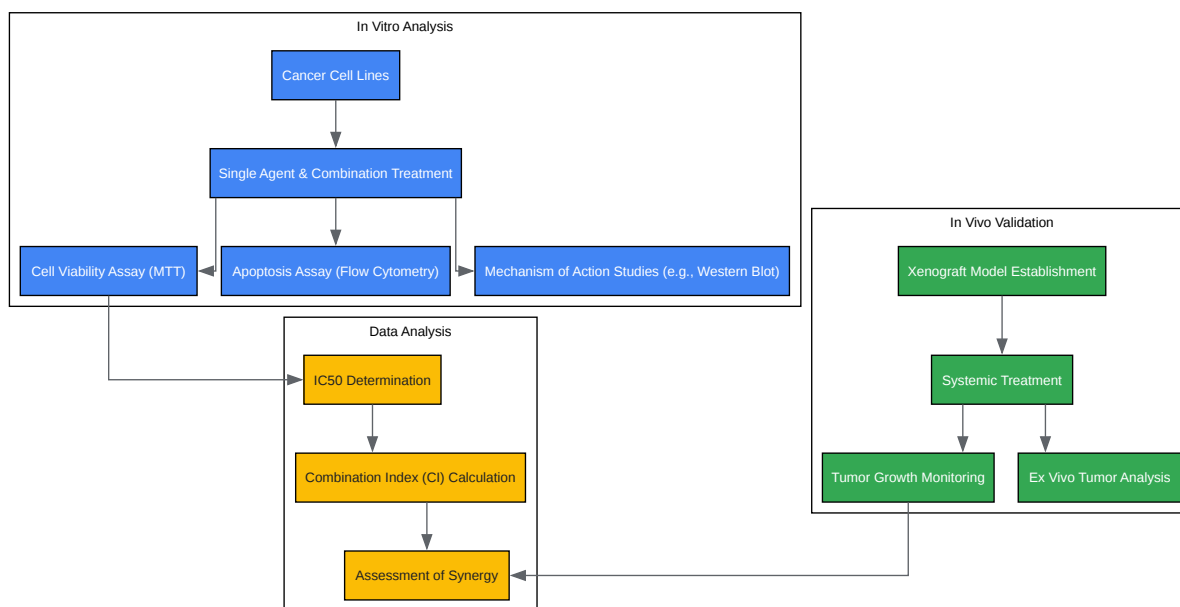 In Vitro Analysis
Cancer Cell Lines
Single Agent & Combination Treatment
Cell Viability Assay (MTT)
Apoptosis Assay (Flow Cytometry)
Mechanism of Action Studies (e.g., Western Blot)
In Vivo Validation
Xenograft Model Establishment
Systemic Treatment
Tumor Growth Monitoring
Ex Vivo Tumor Analysis
Data Analysis
IC50 Determination
Combination Index (CI) Calculation
Assessment of Synergy